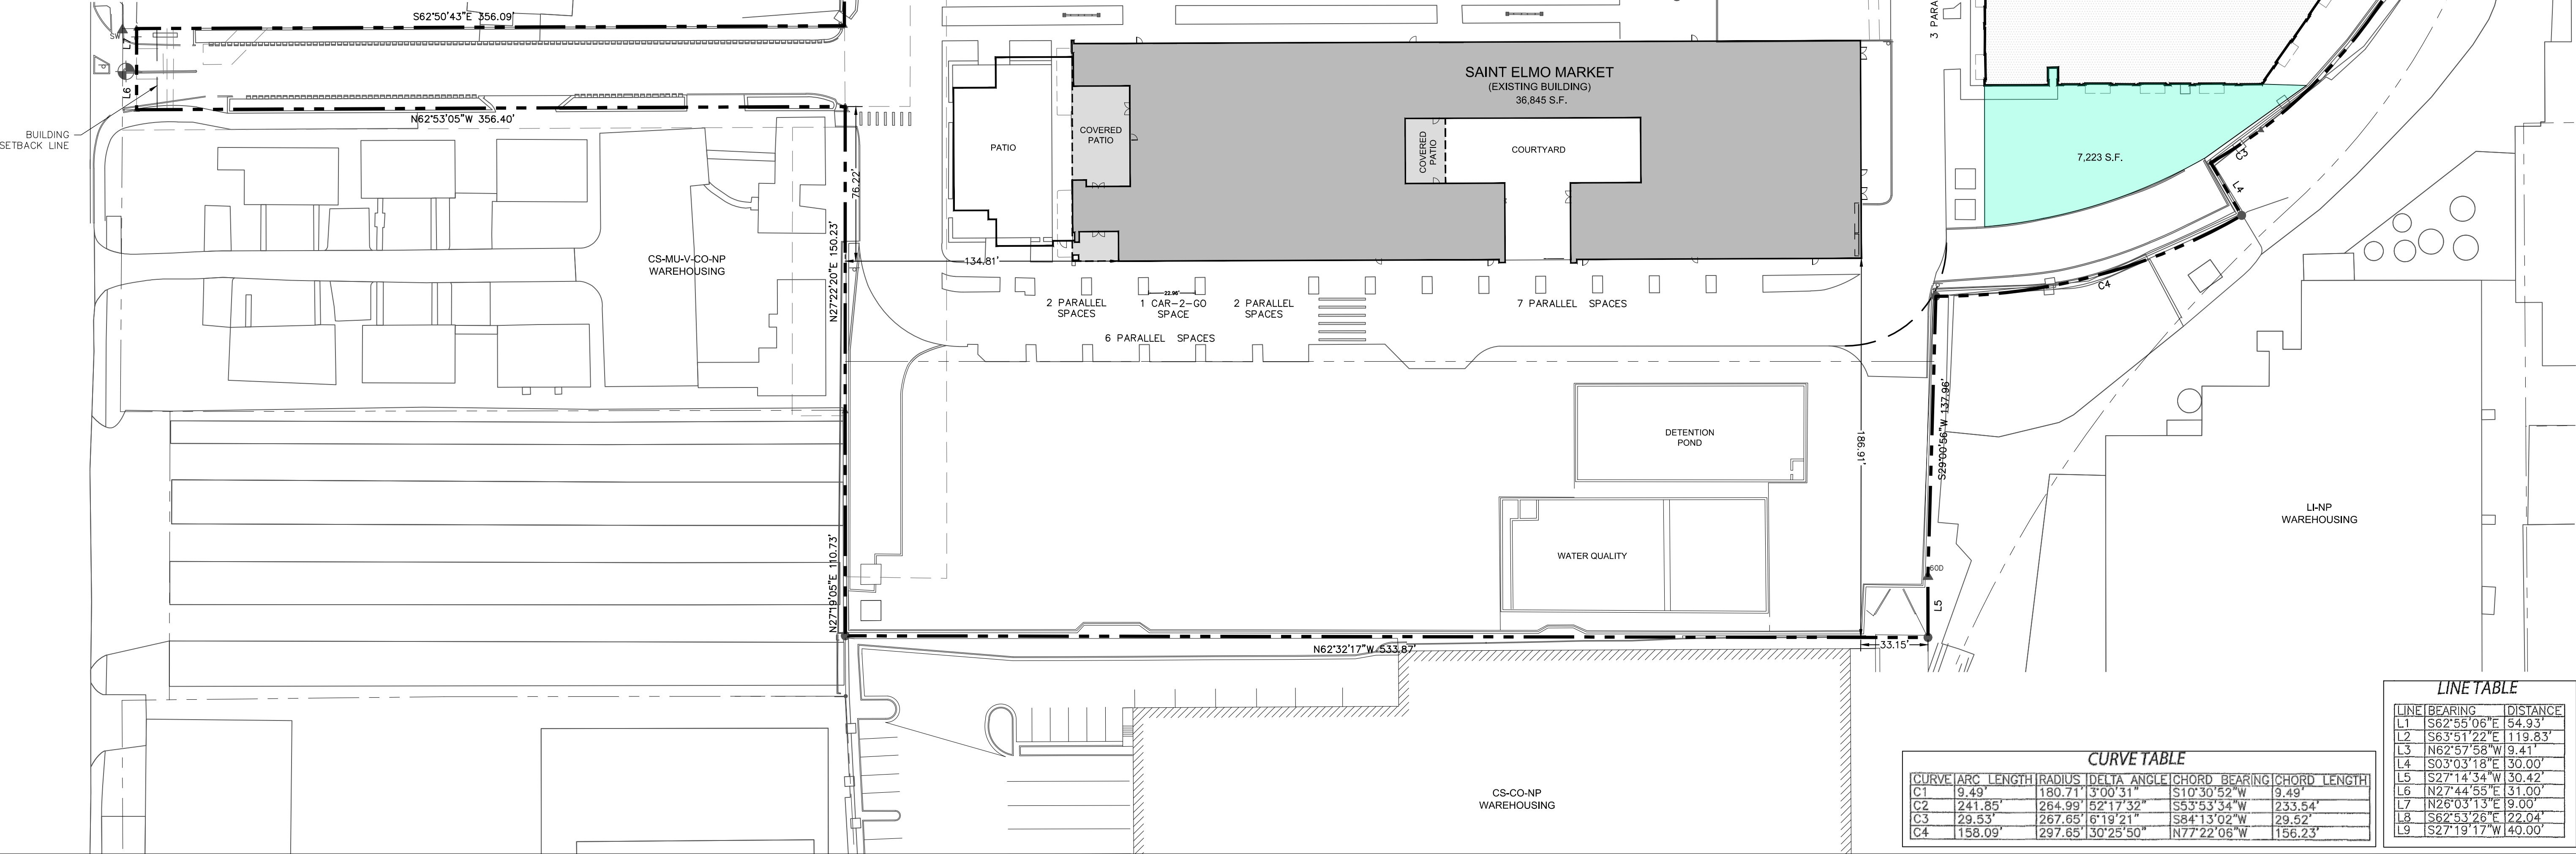 S62°50'43"E 356.09'
SW
L6
P
BUILDING
SETBACK LINE
N62°53'05"W 356.40'
76.22'
N27°22'20"E 150.23'
CS-MU-V-CO-NP
WAREHOUSING
PATIO
COVERED
PATIO
SAINT ELMO MARKET
(EXISTING BUILDING)
36,845 S.F.
COVERED
PATIO
COURTYARD
134.81'
2 PARALLEL
SPACES
22.96'
1 CAR-2-GO
SPACE
2 PARALLEL
SPACES
7 PARALLEL SPACES
6 PARALLEL SPACES
3 PARA
7,223 S.F.
C3
L4
C4
186.91'
S29°00'56"W 137.96'
DETENTION
POND
WATER QUALITY
LI-NP
WAREHOUSING
60D
L5
N27°19'05"E 110.73'
N62°32'17"W 533.87'
33.15'
CS-CO-NP
WAREHOUSING
CURVE TABLE
CURVE ARC LENGTH RADIUS DELTA ANGLE CHORD BEARING CHORD LENGTH
C1 9.49' 180.71' 3°00'31" S10°30'52"W 9.49'
C2 241.85' 264.99' 52°17'32" S53°53'34"W 233.54'
C3 29.53' 267.65' 6°19'21" S84°13'02"W 29.52'
C4 158.09' 297.65' 30°25'50" N77°22'06"W 156.23'
LINE TABLE
LINE BEARING DISTANCE
L1 S62°55'06"E 54.93'
L2 S63°51'22"E 119.83'
L3 N62°57'58"W 9.41'
L4 S03°03'18"E 30.00'
L5 S27°14'34"W 30.42'
L6 N27°44'55"E 31.00'
L7 N26°03'13"E 9.00'
L8 S62°53'26"E 22.04'
L9 S27°19'17"W 40.00'